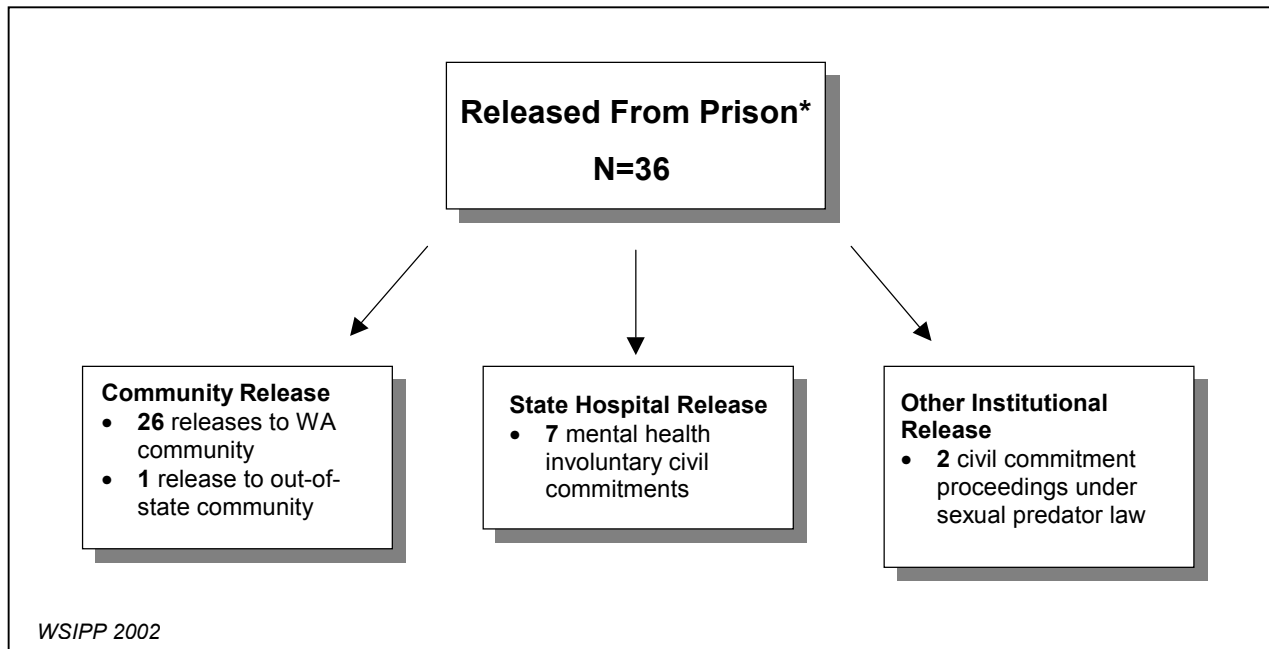 Released From Prison*
N=36
Community Release
• 26 releases to WA
community
• 1 release to out-of-
state community
State Hospital Release
• 7 mental health
involuntary civil
commitments
Other Institutional
Release
• 2 civil commitment
proceedings under
sexual predator law
WSIPP 2002